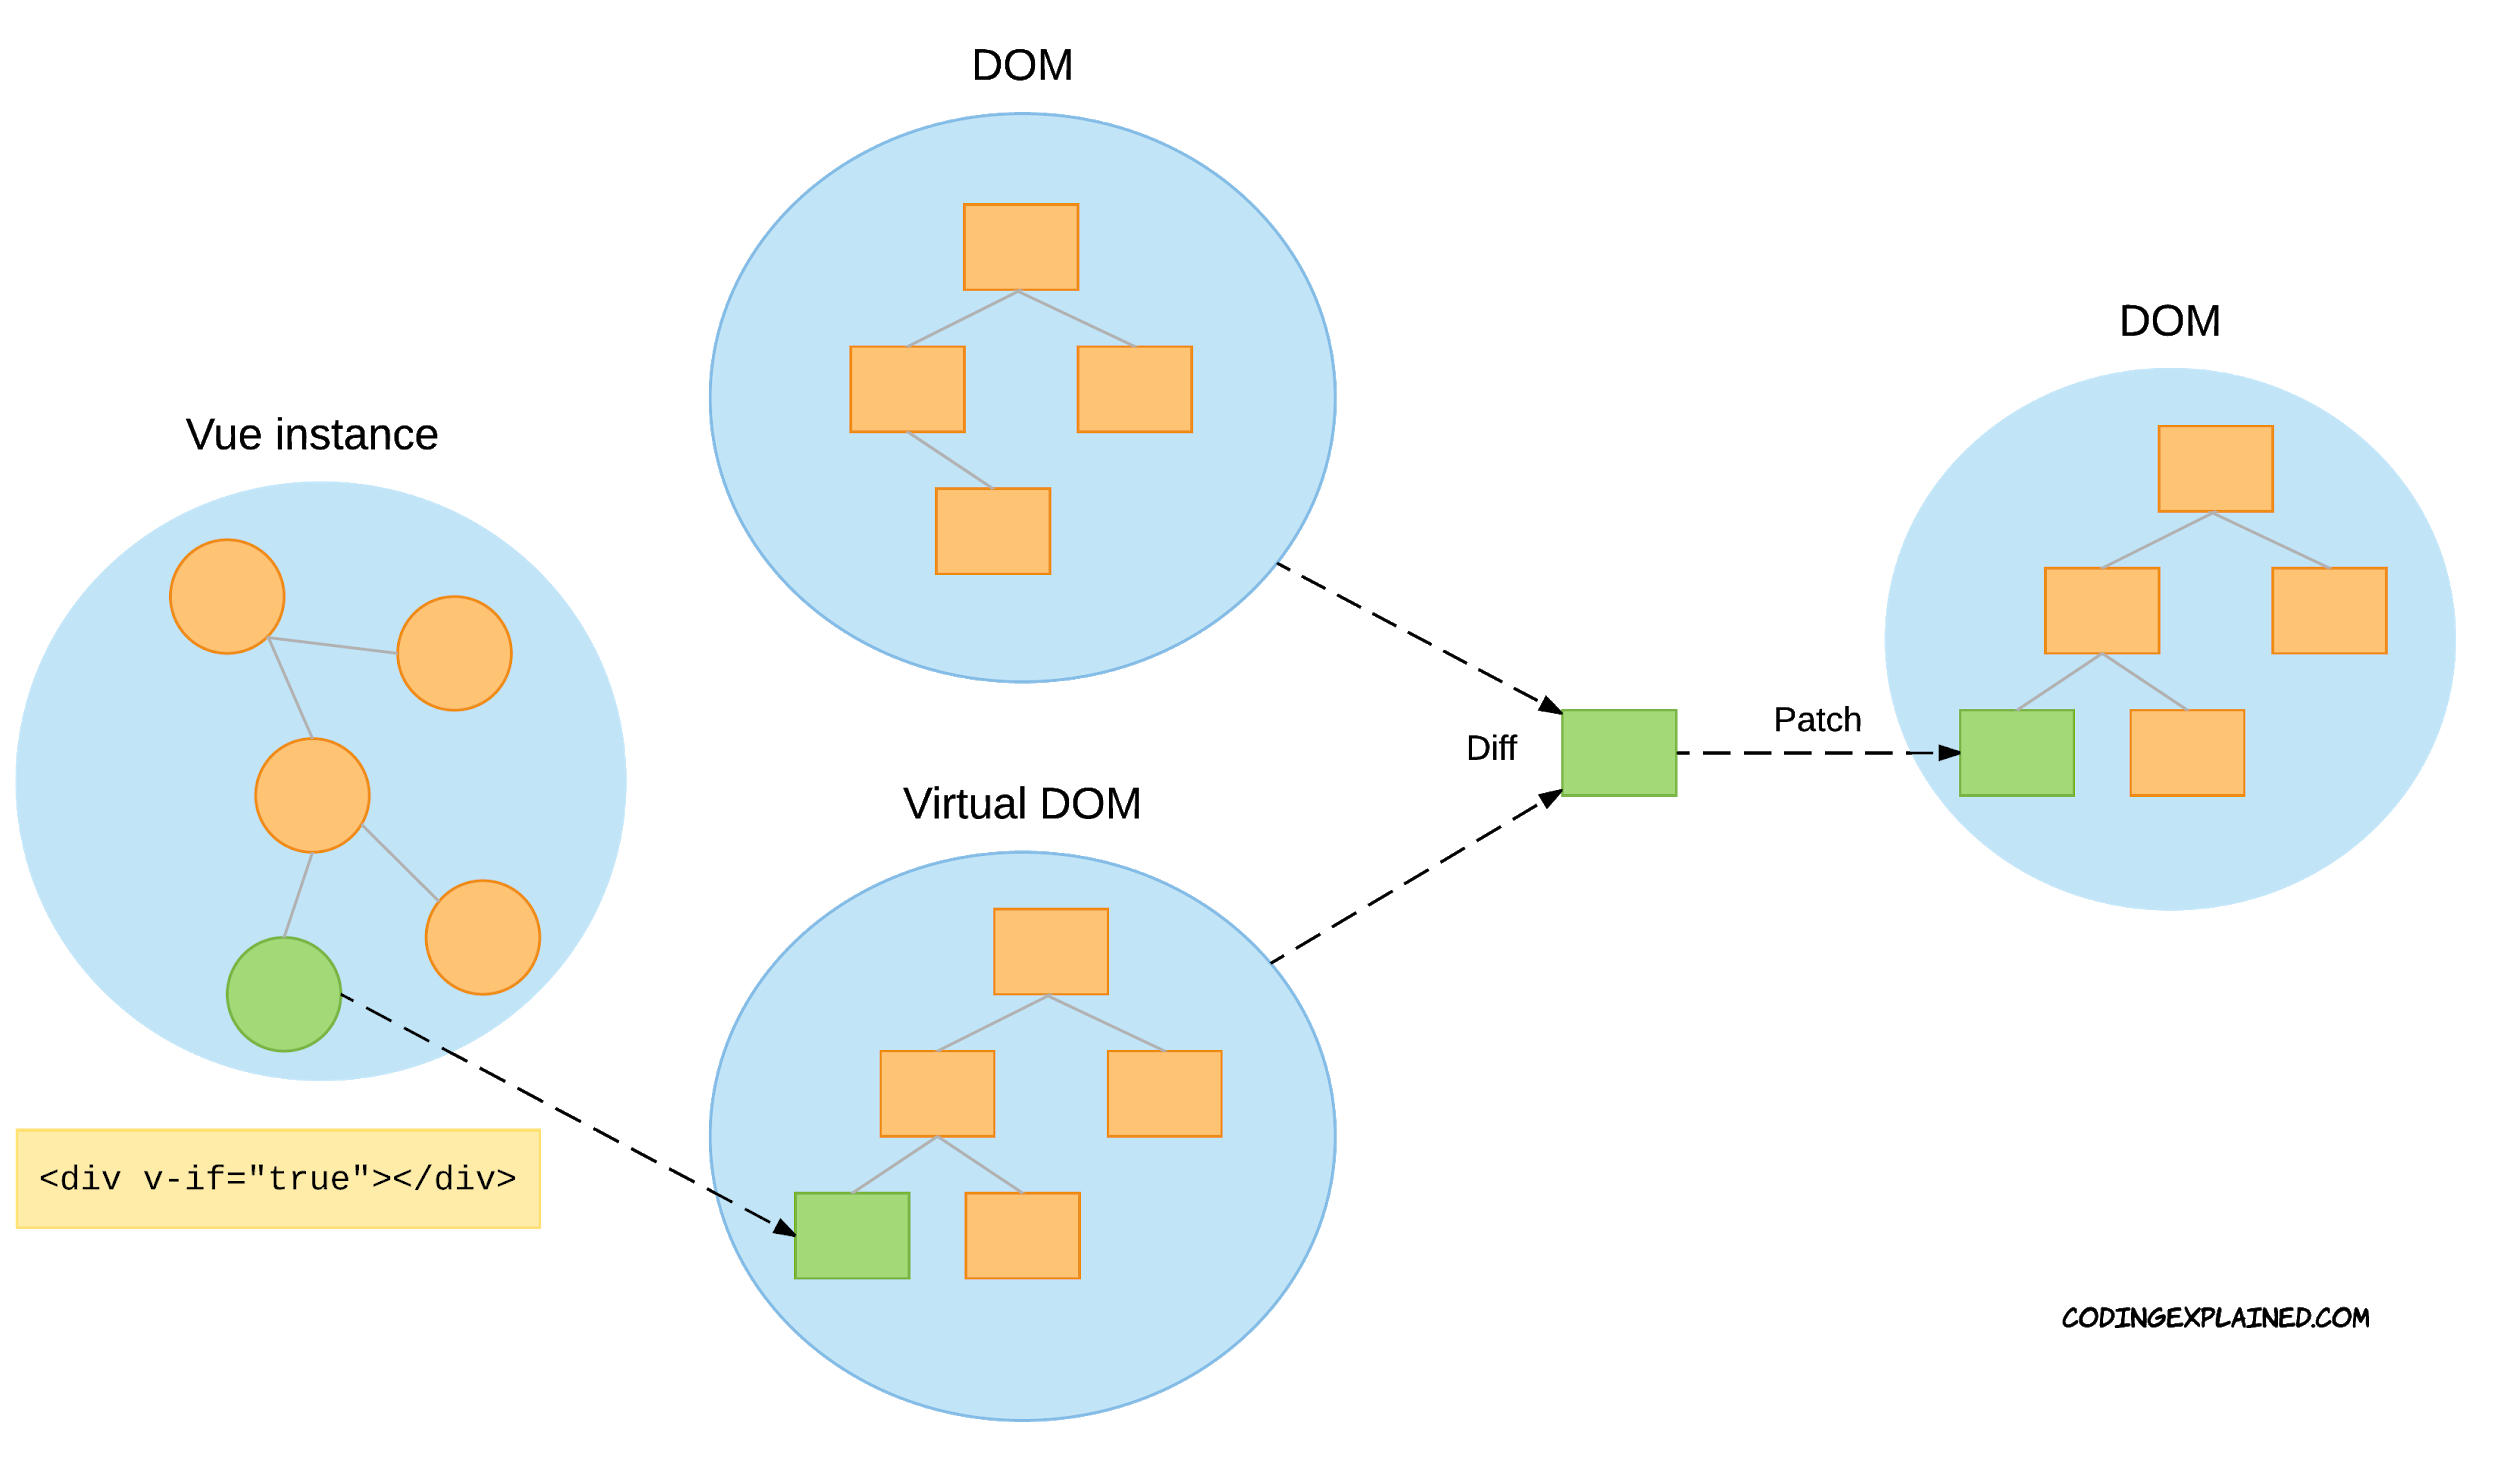 DOM
DOM
Vue instance
Patch
Diff
Virtual DOM
<div v-if="true"></div>
CODINGEXPLAINED.COM